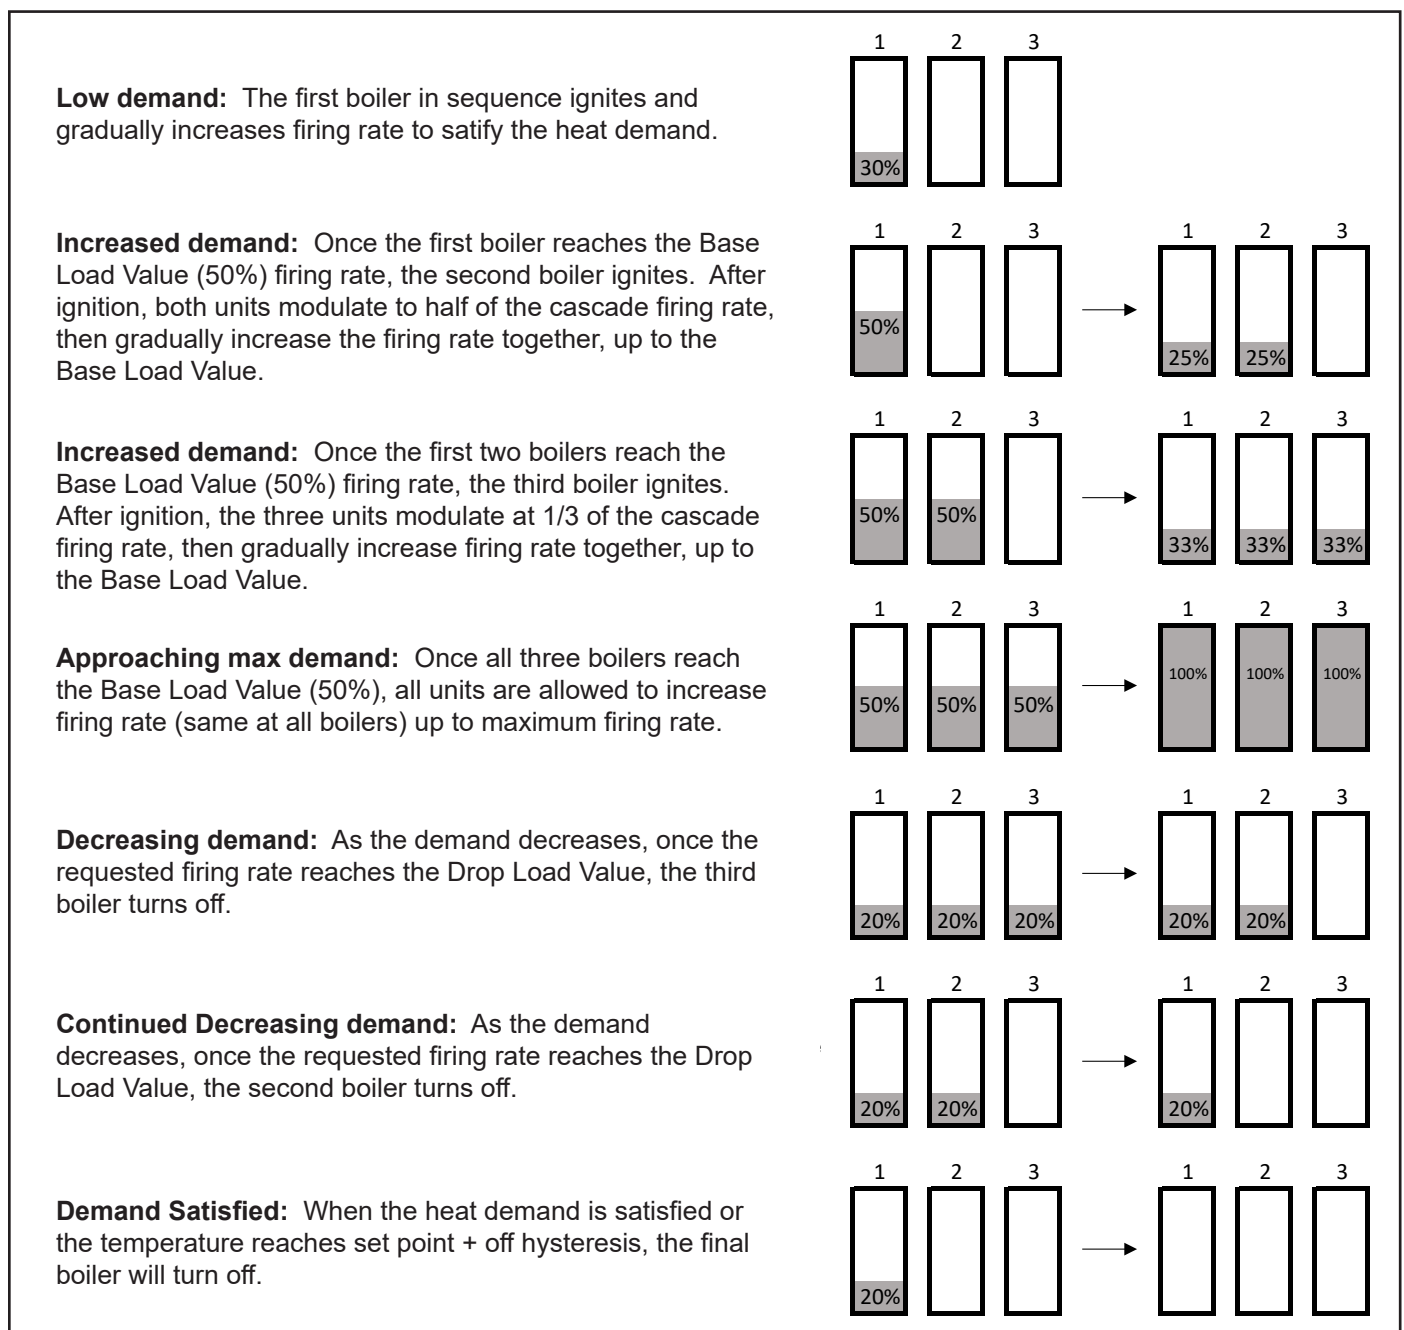 1 2 3
Low demand: The first boiler in sequence ignites and
gradually increases firing rate to satify the heat demand.
30%
1 2 3 1 2 3
Increased demand: Once the first boiler reaches the Base
Load Value (50%) firing rate, the second boiler ignites. After
ignition, both units modulate to half of the cascade firing rate,
then gradually increase the firing rate together, up to the
Base Load Value.
50%
25% 25%
1 2 3 1 2 3
Increased demand: Once the first two boilers reach the
Base Load Value (50%) firing rate, the third boiler ignites.
After ignition, the three units modulate at 1/3 of the cascade
firing rate, then gradually increase firing rate together, up to
the Base Load Value.
50% 50%
33% 33% 33%
1 2 3 1 2 3
Approaching max demand: Once all three boilers reach
the Base Load Value (50%), all units are allowed to increase
firing rate (same at all boilers) up to maximum firing rate.
50% 50% 50%
100% 100% 100%
1 2 3 1 2 3
Decreasing demand: As the demand decreases, once the
requested firing rate reaches the Drop Load Value, the third
boiler turns off.
20% 20% 20% 20% 20%
1 2 3 1 2 3
Continued Decreasing demand: As the demand
decreases, once the requested firing rate reaches the Drop
Load Value, the second boiler turns off.
20% 20% 20%
1 2 3 1 2 3
Demand Satisfied: When the heat demand is satisfied or
the temperature reaches set point + off hysteresis, the final
boiler will turn off.
20%